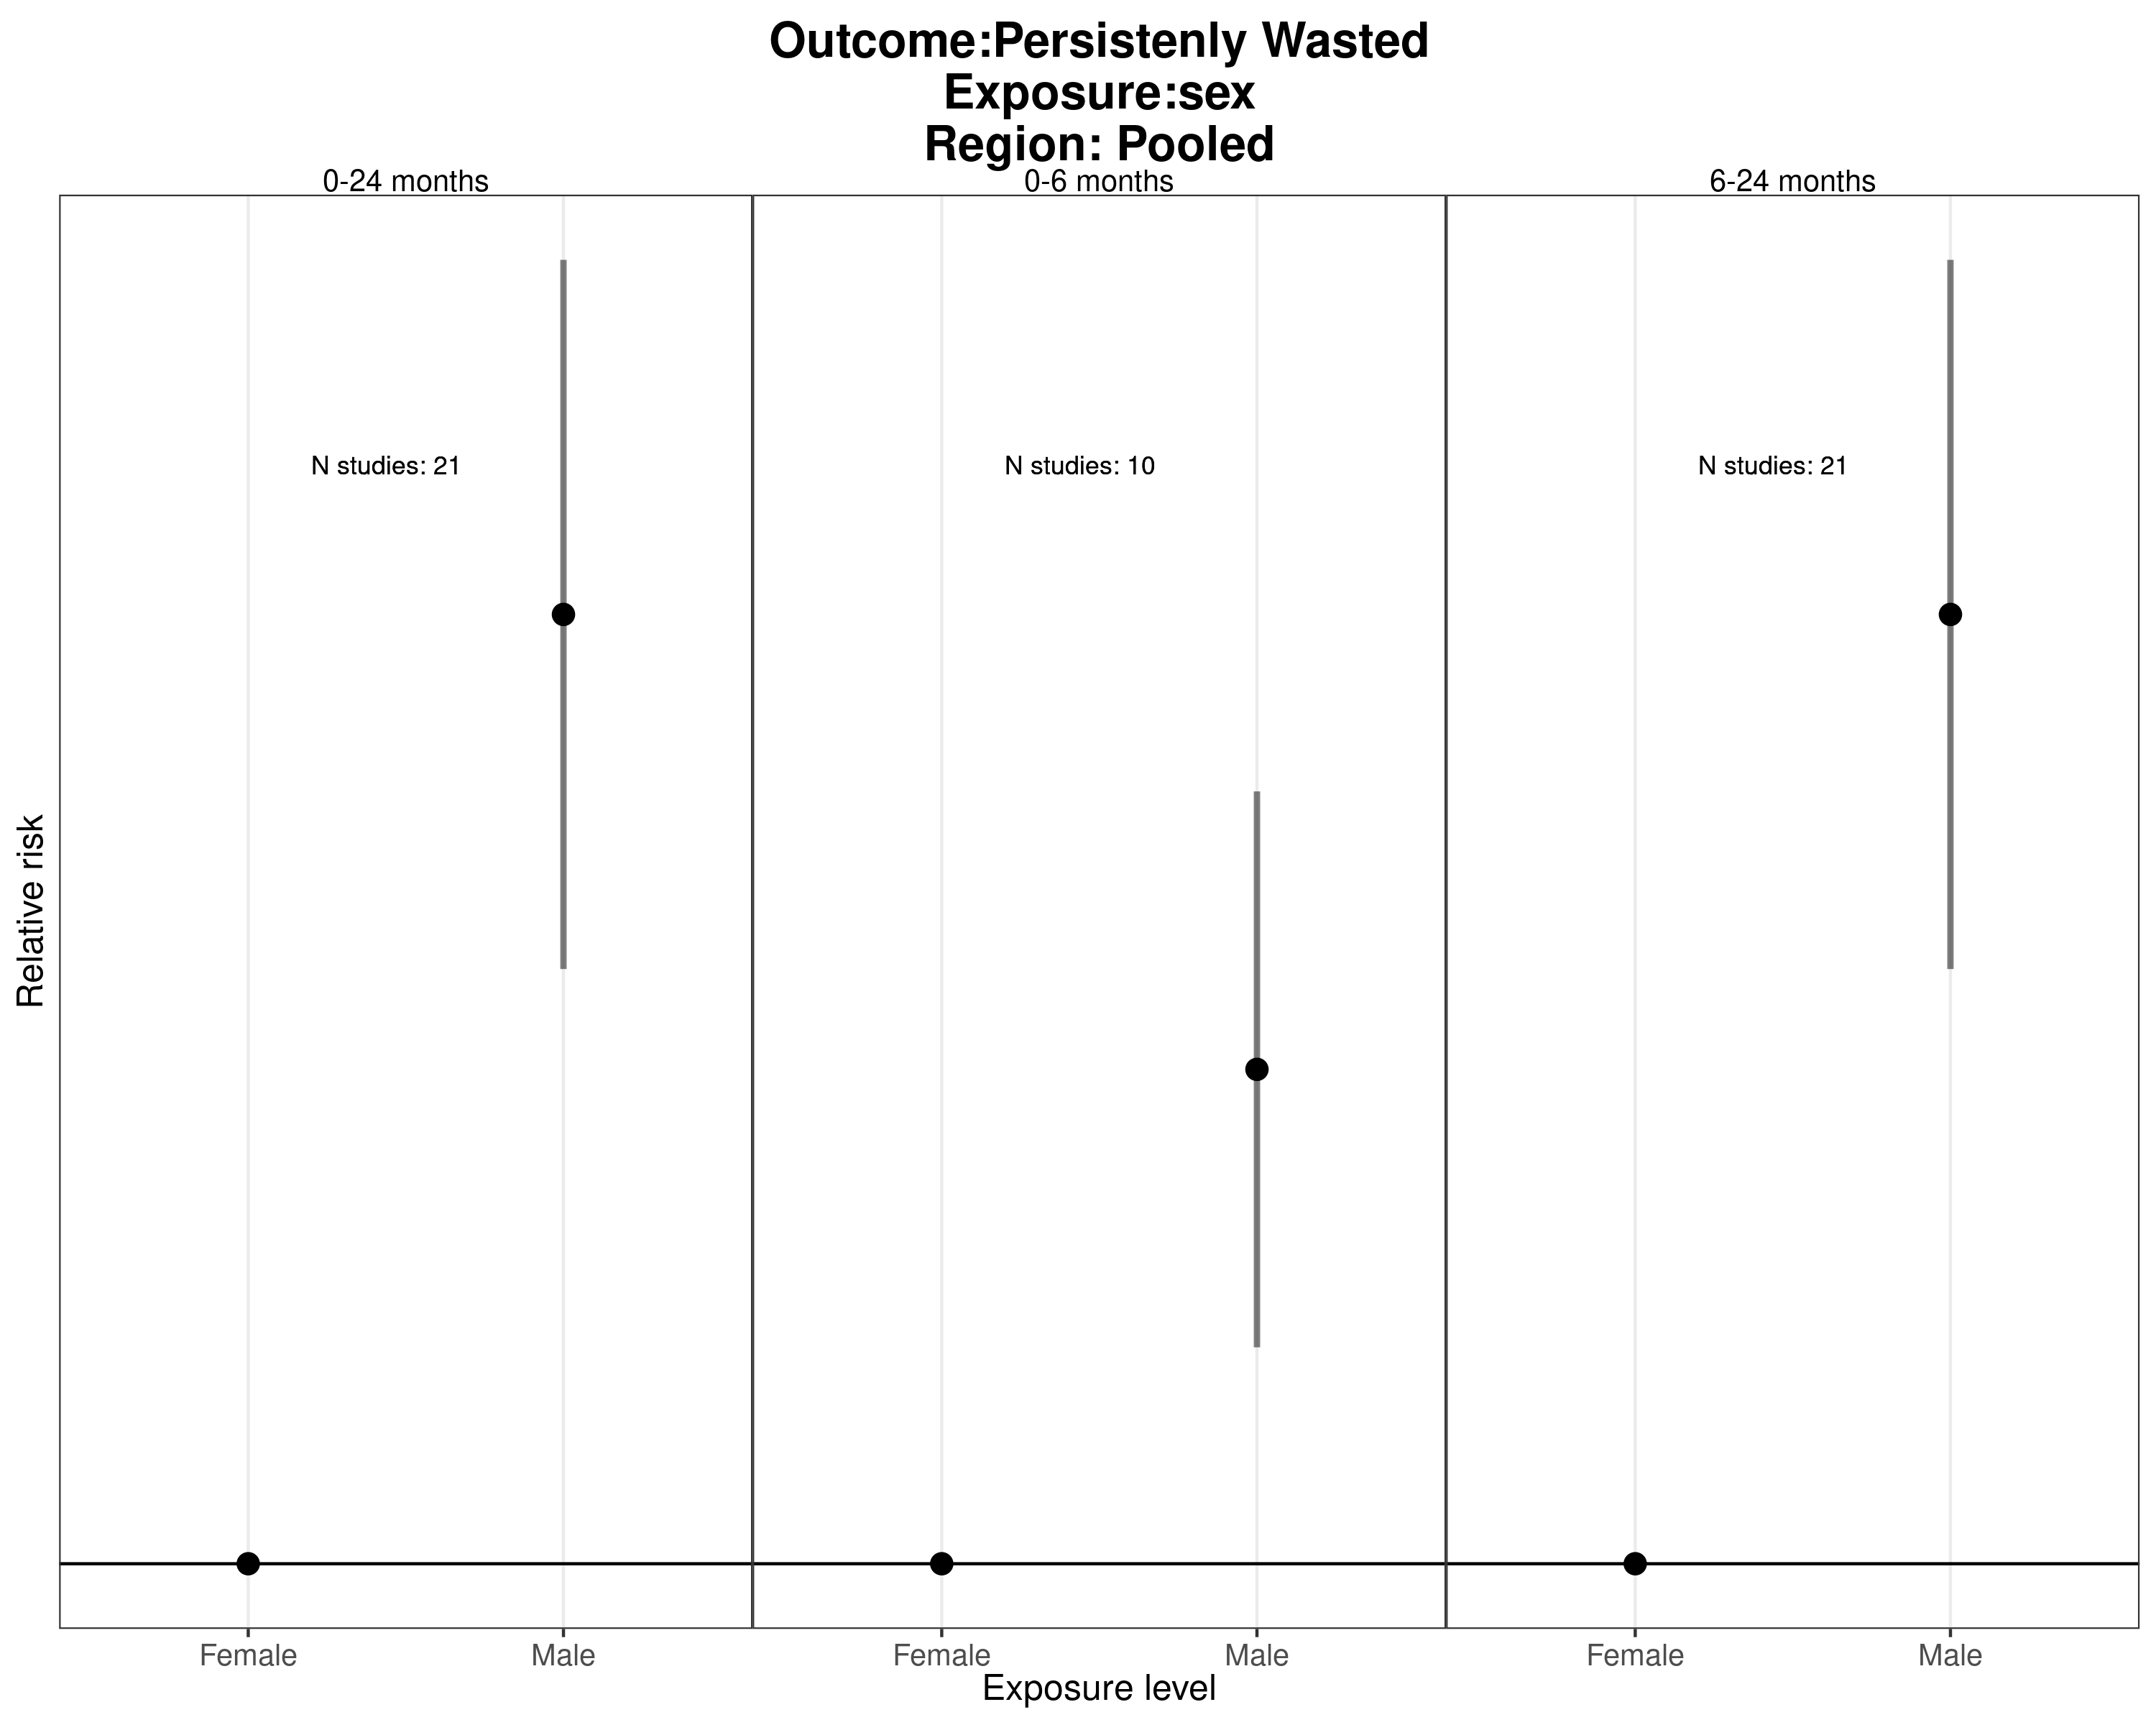 Outcome:Persistenly Wasted
Exposure:sex
Region: Pooled
0-24 months
0-6 months
6-24 months
N studies: 21
N studies: 10
N studies: 21
Relative risk
Female
Male
Female
Male
Female
Male
Exposure level